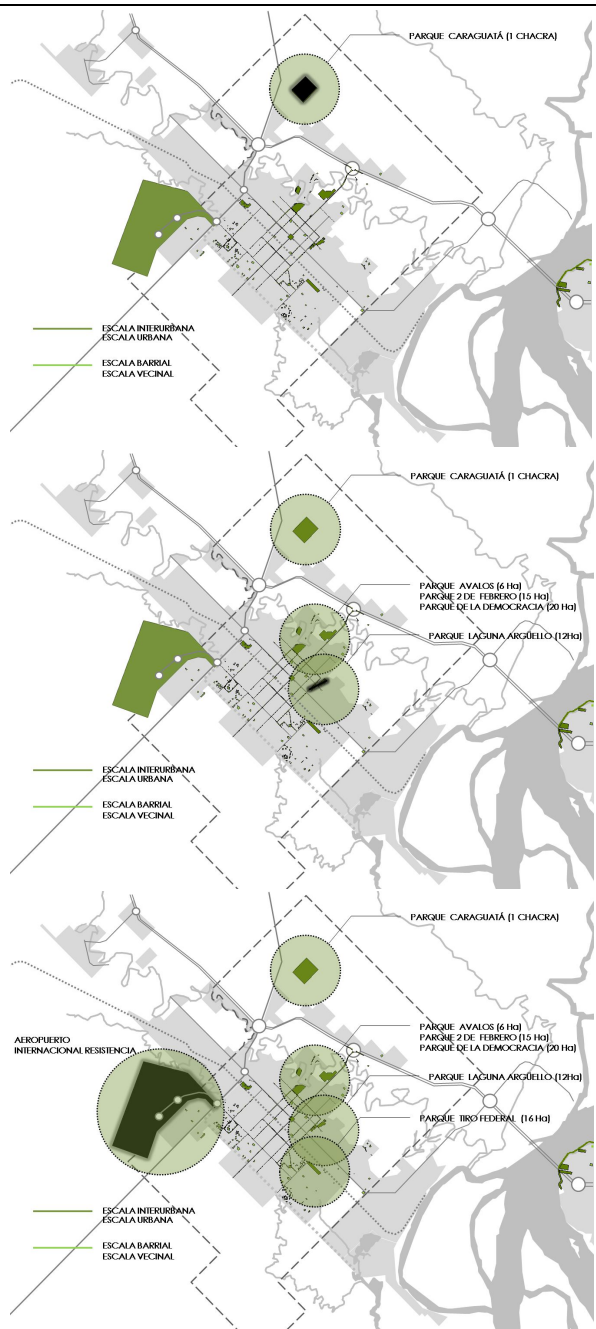 PARQUE CARAGUATÁ (1 CHACRA)
ESCALA INTERURBANA
ESCALA URBANA
ESCALA BARRIAL
ESCALA VECINAL
PARQUE CARAGUATÁ (1 CHACRA)
PARQUE AVALOS (6 Ha)
PARQUE 2 DE FEBRERO (15 Ha)
PARQUE DE LA DEMOCRACIA (20 Ha)
PARQUE LAGUNA ARGÜELLO (12Ha)
ESCALA INTERURBANA
ESCALA URBANA
ESCALA BARRIAL
ESCALA VECINAL
PARQUE CARAGUATÁ (1 CHACRA)
AEROPUERTO
INTERNACIONAL RESISTENCIA
PARQUE AVALOS (6 Ha)
PARQUE 2 DE FEBRERO (15 Ha)
PARQUE DE LA DEMOCRACIA (20 Ha)
PARQUE LAGUNA ARGÜELLO (12Ha)
PARQUE TIRO FEDERAL (16 Ha)
ESCALA INTERURBANA
ESCALA URBANA
ESCALA BARRIAL
ESCALA VECINAL